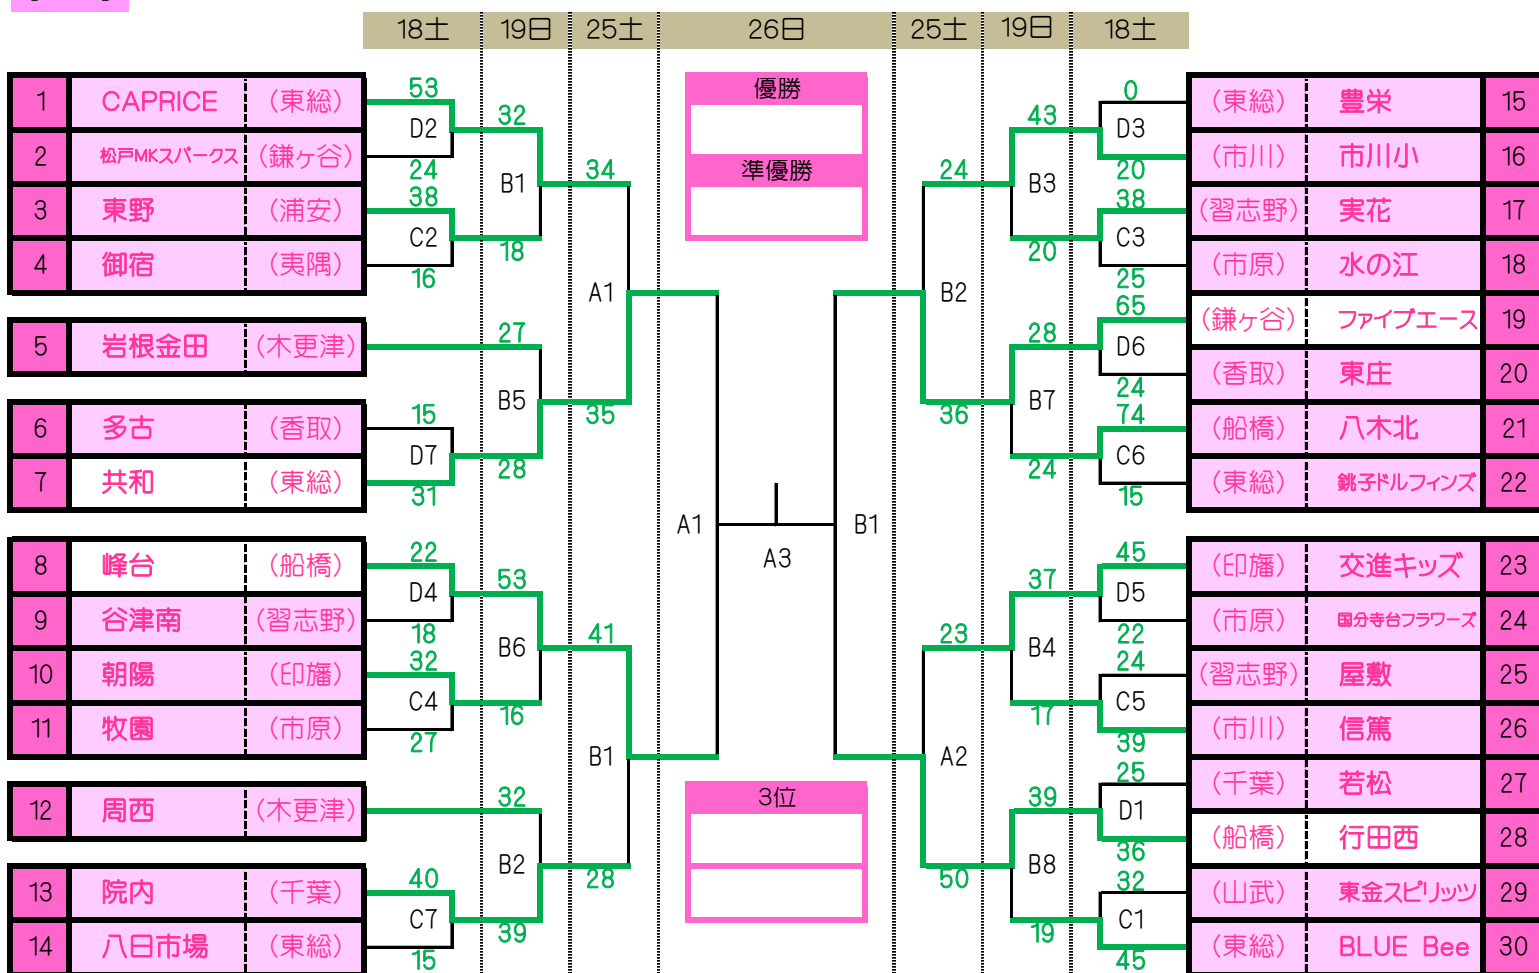 18土 19日 25土 26日 25土 19日 18土
優勝
準優勝
3位
1 CAPRICE (東総)
2 松戸MKスパークス (鎌ヶ谷)
3 東野 (浦安)
4 御宿 (夷隅)
5 岩根金田 (木更津)
6 多古 (香取)
7 共和 (東総)
8 峰台 (船橋)
9 谷津南 (習志野)
10 朝陽 (印旛)
11 牧園 (市原)
12 周西 (木更津)
13 院内 (千葉)
14 八日市場 (東総)
53
D2
24
38
C2
16
15
D7
31
22
D4
18
32
C4
27
40
C7
15
32
B1
18
27
B5
28
53
B6
16
32
B2
39
34
A1
35
41
B1
28
A1
A3
B1
24
B2
36
23
A2
50
43
B3
20
28
B7
24
37
B4
17
39
B8
19
0
D3
20
38
C3
25
65
D6
24
74
C6
15
45
D5
22
24
C5
39
25
D1
36
32
C1
45
(東総) 豊栄 15
(市川) 市川小 16
(習志野) 実花 17
(市原) 水の江 18
(鎌ヶ谷) ファイブエース 19
(香取) 東庄 20
(船橋) 八木北 21
(東総) 銚子ドルフィンズ 22
(印旛) 交進キッズ 23
(市原) 国分寺台フラワーズ 24
(習志野) 屋敷 25
(市川) 信篤 26
(千葉) 若松 27
(船橋) 行田西 28
(山武) 東金スピリッツ 29
(東総) BLUE Bee 30